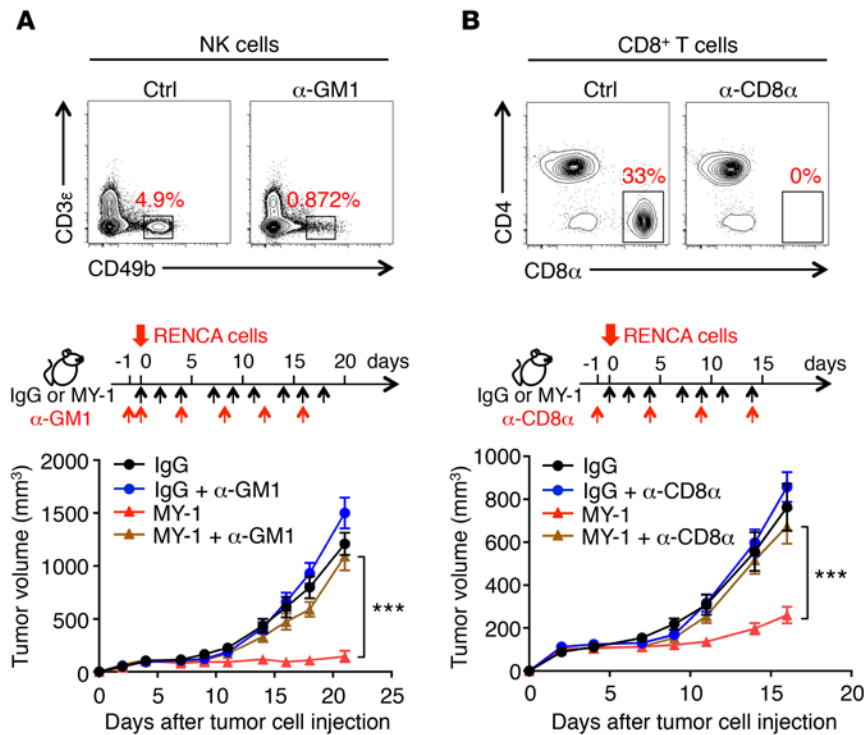 A
NK cells
Ctrl
α-GM1
4.9%
0.872%
CD3ε
CD49b
RENCA cells
-1 0 5 10 15 20 days
IgG or MY-1
α-GM1
2000
1500
1000
500
0
Tumor volume (mm³)
IgG
IgG + α-GM1
MY-1
MY-1 + α-GM1
***
0 5 10 15 20 25
Days after tumor cell injection
B
CD8⁺ T cells
Ctrl
α-CD8α
33%
0%
CD4
CD8α
RENCA cells
-1 0 5 10 15 days
IgG or MY-1
α-CD8α
1000
800
600
400
200
0
Tumor volume (mm³)
IgG
IgG + α-CD8α
MY-1
MY-1 + α-CD8α
***
0 5 10 15 20
Days after tumor cell injection